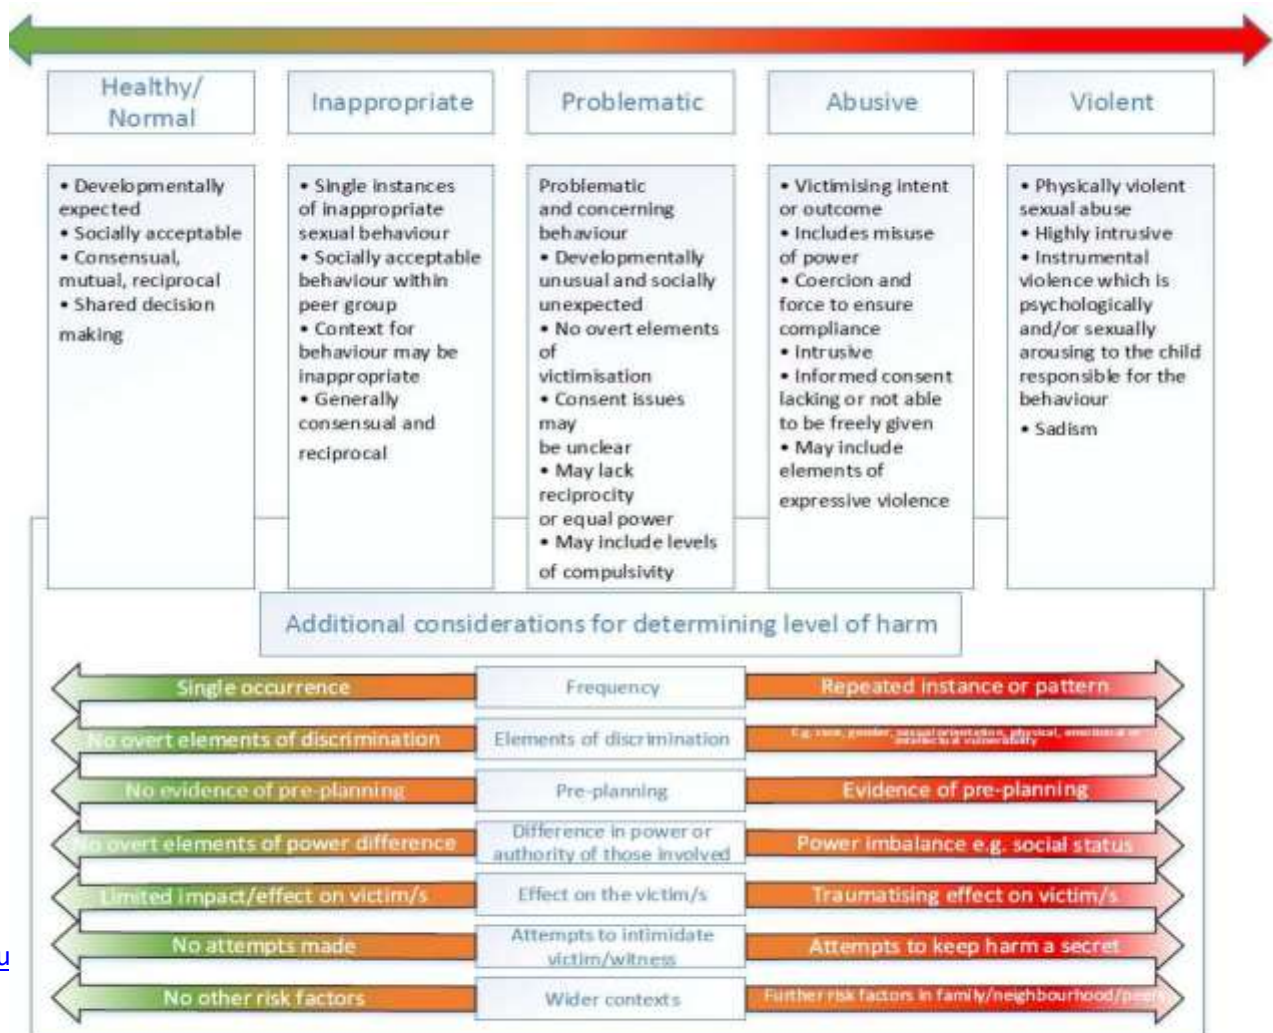 Healthy/
Normal
Inappropriate
Problematic
Abusive
Violent
• Developmentally
expected
• Socially acceptable
• Consensual,
mutual, reciprocal
• Shared decision
making
• Single instances
of inappropriate
sexual behaviour
• Socially acceptable
behaviour within
peer group
• Context for
behaviour may be
inappropriate
• Generally
consensual and
reciprocal
Problematic
and concerning
behaviour
• Developmentally
unusual and socially
unexpected
• No overt elements
of
victimisation
• Consent issues
may
be unclear
• May lack
reciprocity
or equal power
• May include levels
of compulsivity
• Victimising intent
or outcome
• Includes misuse
of power
• Coercion and
force to ensure
compliance
• Intrusive
• Informed consent
lacking or not able
to be freely given
• May include
elements of
expressive violence
• Physically violent
sexual abuse
• Highly intrusive
• Instrumental
violence which is
psychologically
and/or sexually
arousing to the child
responsible for the
behaviour
• Sadism
Additional considerations for determining level of harm
Single occurrence
Frequency
Repeated instance or pattern
No overt elements of discrimination
Elements of discrimination
E.g. race, gender, sexual orientation, physical, emotional or
intellectual vulnerability
No evidence of pre-planning
Pre-planning
Evidence of pre-planning
No overt elements of power difference
Difference in power or
authority of those involved
Power imbalance e.g. social status
Limited impact/effect on victim/s
Effect on the victim/s
Traumatising effect on victim/s
u
No attempts made
Attempts to intimidate
victim/witness
Attempts to keep harm a secret
No other risk factors
Wider contexts
Further risk factors in family/neighbourhood/peers